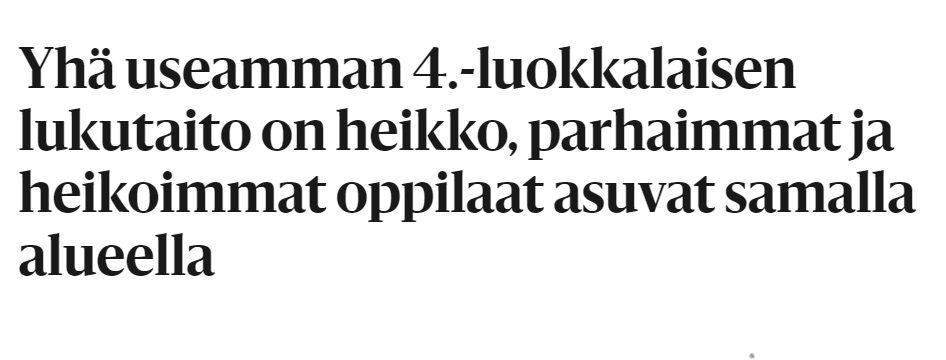 Yhä useamman 4.-luokkalaisen
lukutaito on heikko, parhaimmat ja
heikoimmat oppilaat asuvat samalla
alueella